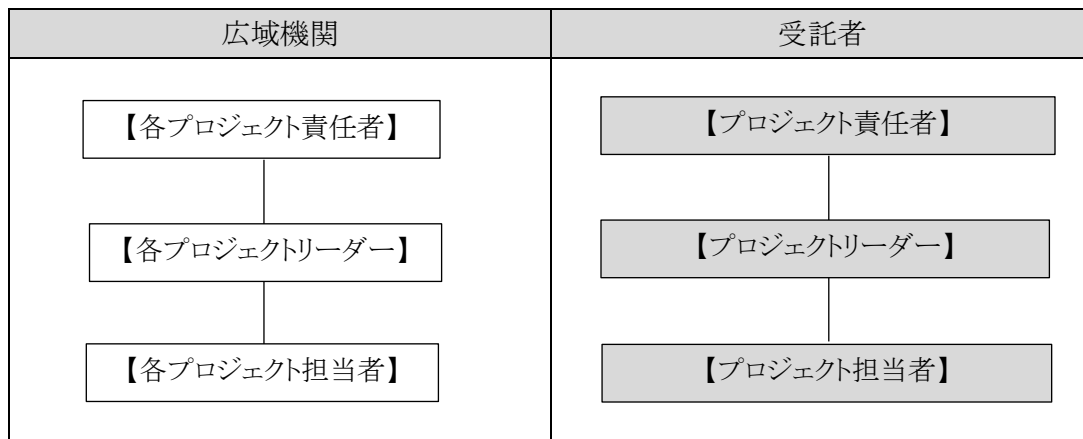 広域機関
受託者
【各プロジェクト責任者】
【プロジェクト責任者】
【各プロジェクトリーダー】
【プロジェクトリーダー】
【各プロジェクト担当者】
【プロジェクト担当者】